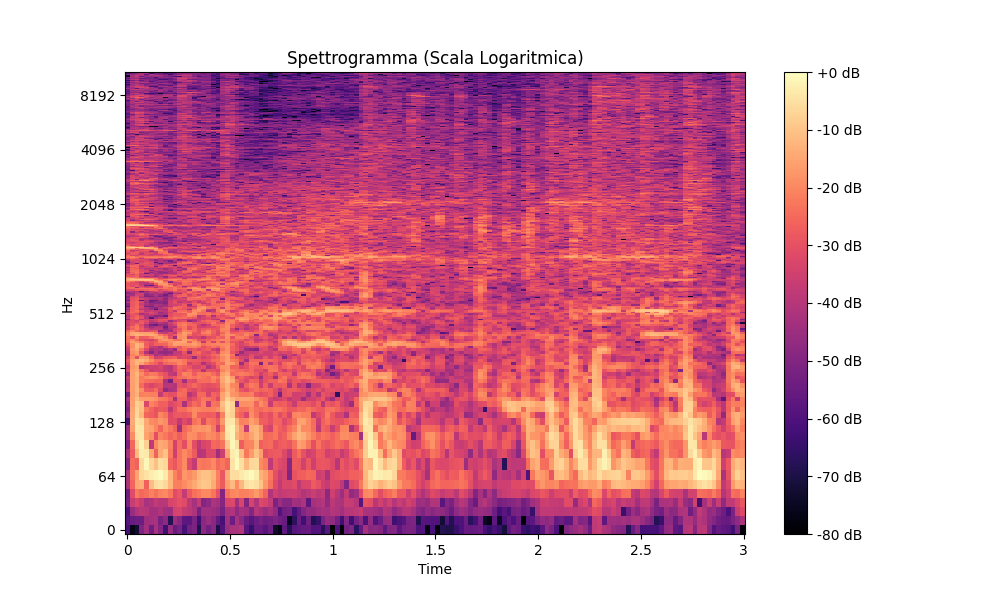 Spettrogramma (Scala Logaritmica)
Hz
8192
4096
2048
1024
512
256
128
64
0
0 0.5 1 1.5 2 2.5 3
Time
+0 dB
-10 dB
-20 dB
-30 dB
-40 dB
-50 dB
-60 dB
-70 dB
-80 dB